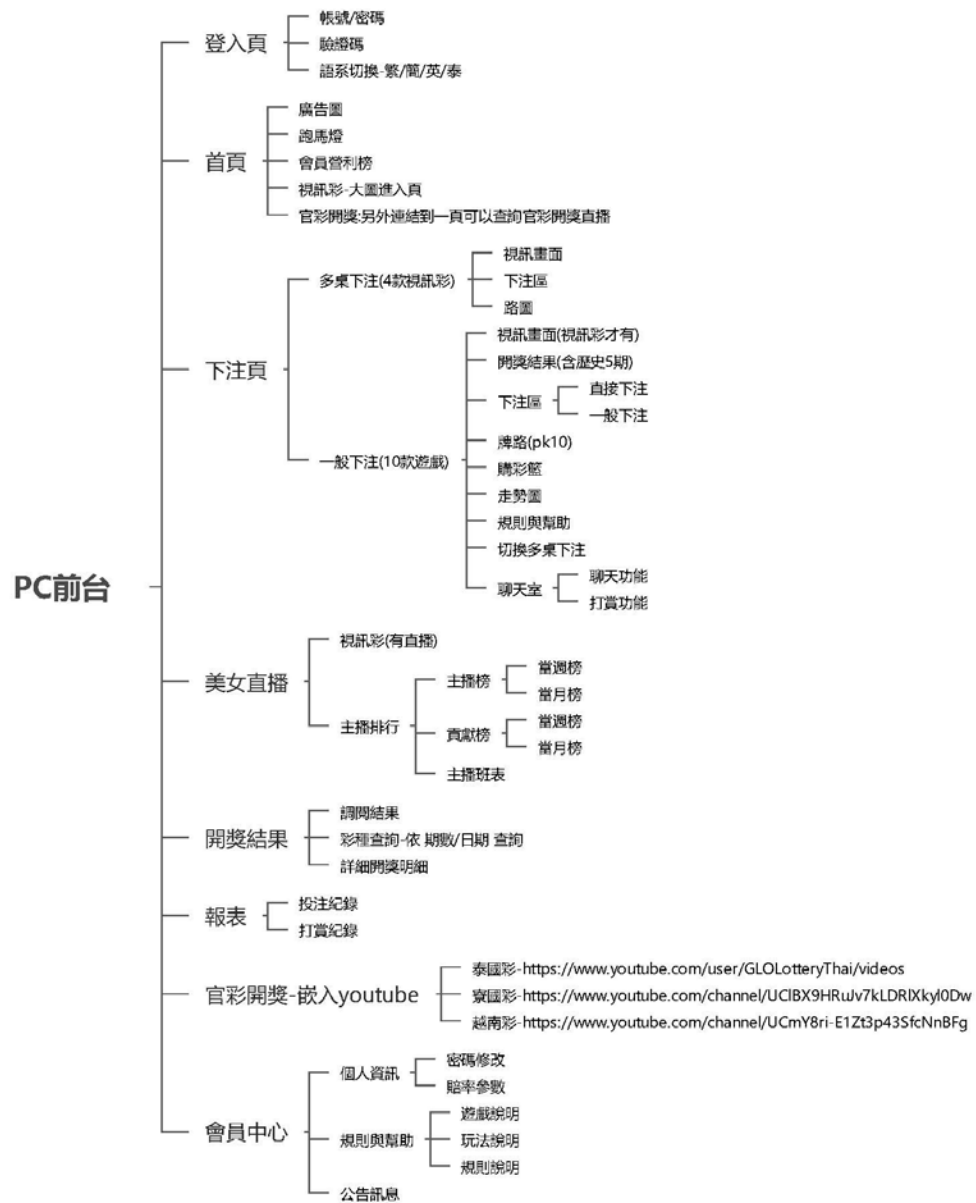 PC前台
登入頁
帳號/密碼
驗證碼
語系切換-繁/簡/英/泰
首頁
廣告圖
跑馬燈
會員營利榜
視訊彩-大圖進入頁
官彩開獎:另外連結到一頁可以查詢官彩開獎直播
下注頁
多桌下注(4款視訊彩)
視訊畫面
下注區
路圖
一般下注(10款遊戲)
視訊畫面(視訊彩才有)
開獎結果(含歷史5期)
下注區
直接下注
一般下注
牌路(pk10)
購彩籃
走勢圖
規則與幫助
切換多桌下注
聊天室
聊天功能
打賞功能
美女直播
視訊彩(有直播)
主播排行
主播榜
當週榜
當月榜
貢獻榜
當週榜
當月榜
主播班表
開獎結果
調閱結果
彩種查詢-依 期數/日期 查詢
詳細開獎明細
報表
投注紀錄
打賞紀錄
官彩開獎-嵌入youtube
泰國彩-https://www.youtube.com/user/GLOLotteryThai/videos
寮國彩-https://www.youtube.com/channel/UClBX9HRuJv7kLDRlXkyl0Dw
越南彩-https://www.youtube.com/channel/UCmY8ri-E1Zt3p43SfcNnBFg
會員中心
個人資訊
密碼修改
賠率參數
規則與幫助
遊戲說明
玩法說明
規則說明
公告訊息